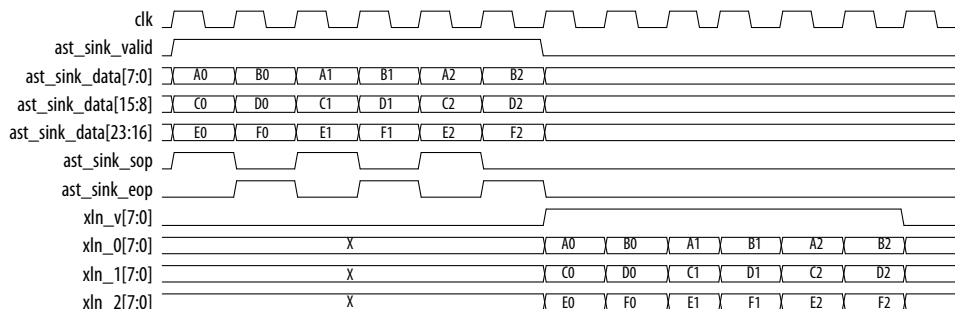 clk
ast_sink_valid
ast_sink_data[7:0] A0 B0 A1 B1 A2 B2
ast_sink_data[15:8] C0 D0 C1 D1 C2 D2
ast_sink_data[23:16] E0 F0 E1 F1 E2 F2
ast_sink_sop
ast_sink_eop
xln_v[7:0]
xln_0[7:0] X A0 B0 A1 B1 A2 B2
xln_1[7:0] X C0 D0 C1 D1 C2 D2
xln_2[7:0] X E0 F0 E1 F1 E2 F2